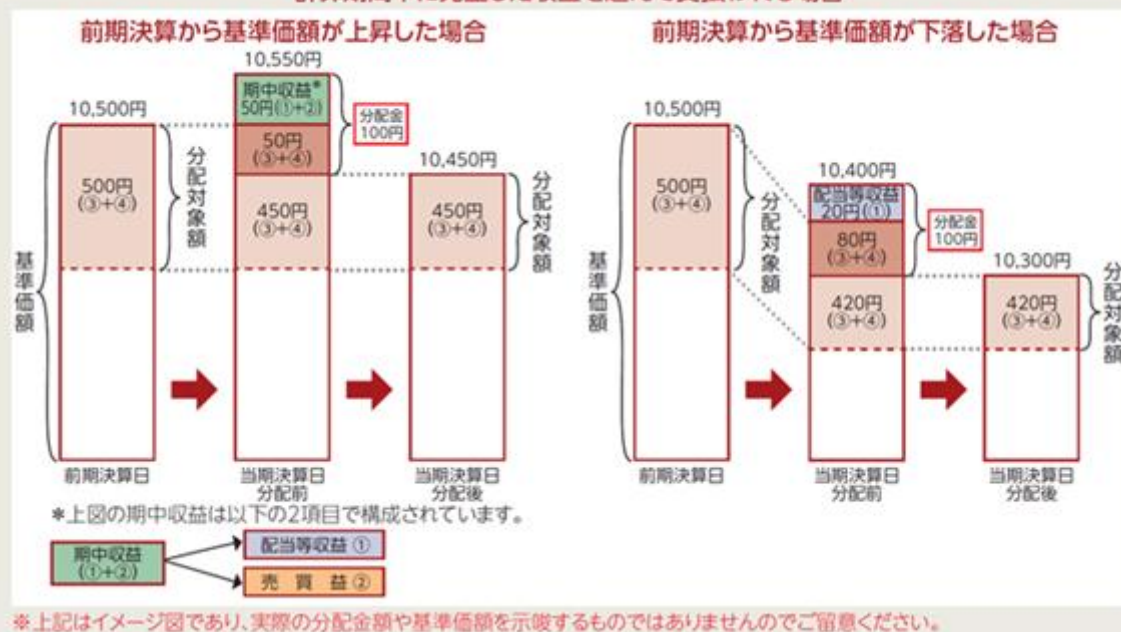 前期決算から基準価額が上昇した場合
10,500円
10,550円
期中収益*
50円(①+②)
分配金
100円
50円
(③+④)
10,450円
500円
(③+④)
分配対象額
450円
(③+④)
450円
(③+④)
分配対象額
基準価額
前期決算日
当期決算日
分配前
当期決算日
分配後
前期決算から基準価額が下落した場合
10,500円
10,400円
配当等収益
20円(①)
分配金
100円
80円
(③+④)
10,300円
500円
(③+④)
分配対象額
420円
(③+④)
420円
(③+④)
分配対象額
基準価額
前期決算日
当期決算日
分配前
当期決算日
分配後
*上図の期中収益は以下の2項目で構成されています。
期中収益
(①+②)
配当等収益 ①
売 買 益 ②
※上記はイメージ図であり、実際の分配金額や基準価額を示唆するものではありませんのでご留意ください。